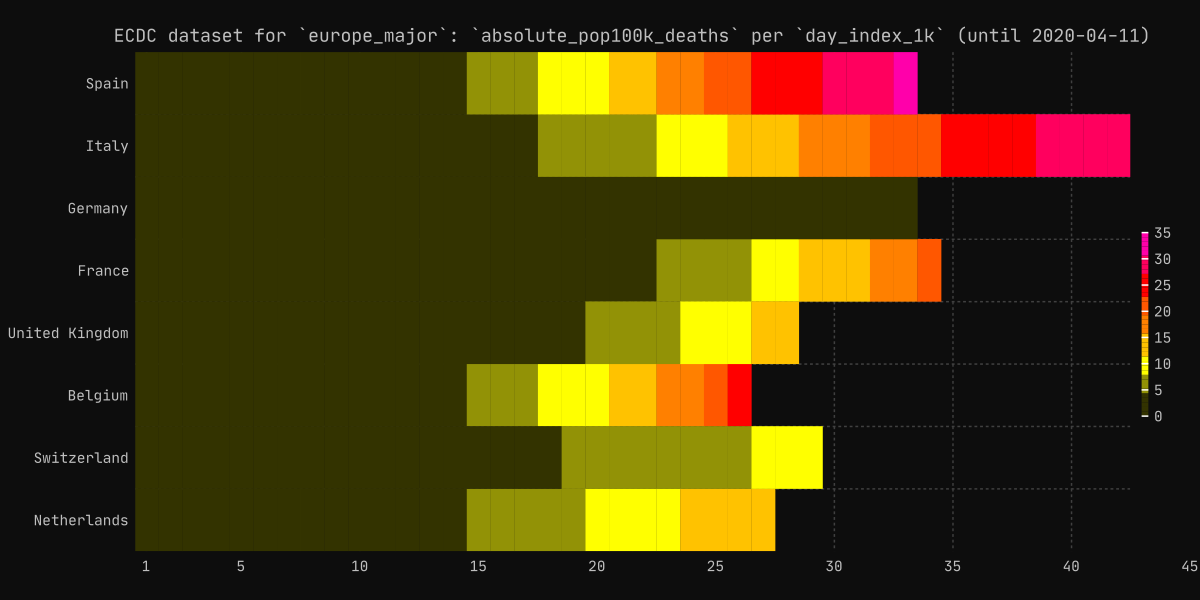 ECDC dataset for `europe_major`: `absolute_pop100k_deaths` per `day_index_1k` (until 2020-04-11)
Spain
Italy
Germany
France
United Kingdom
Belgium
Switzerland
Netherlands
35
30
25
20
15
10
5
0
1 5 10 15 20 25 30 35 40 45